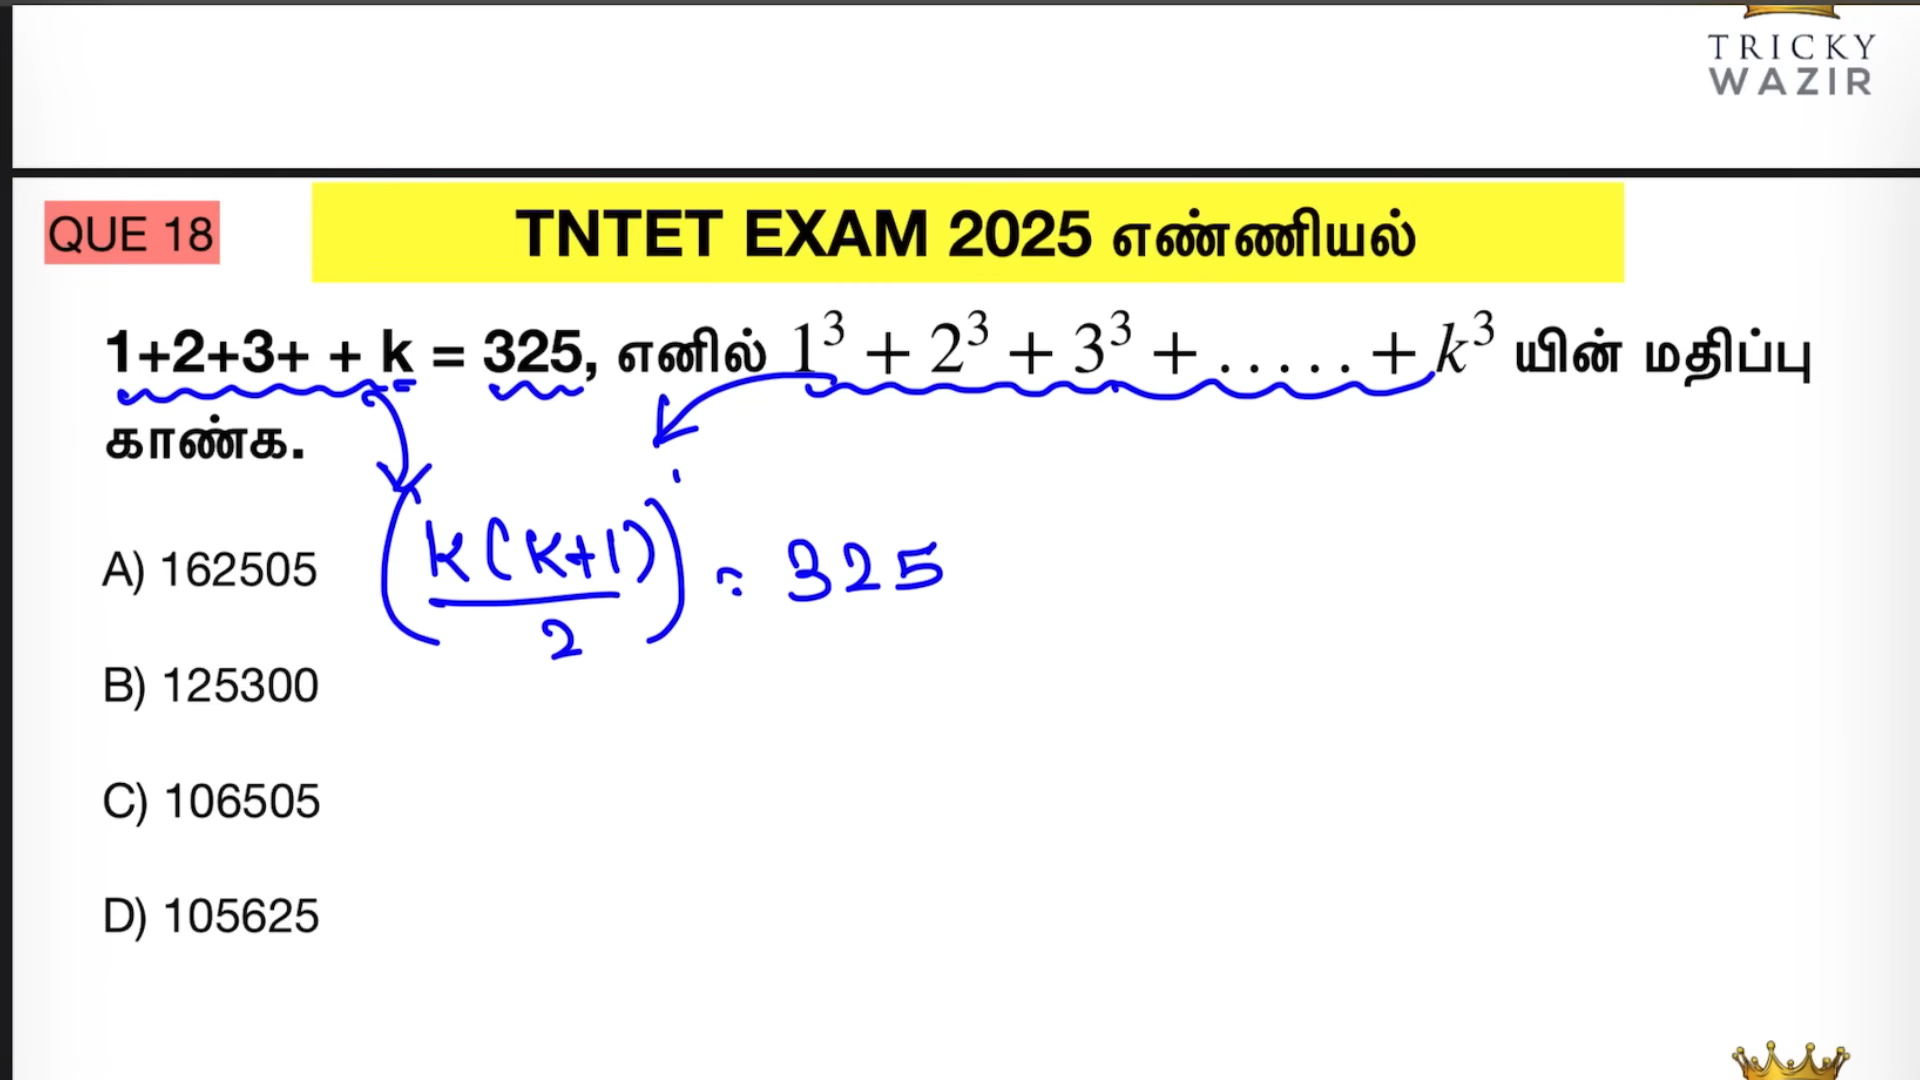 TRICKY
WAZIR
QUE 18
TNTET EXAM 2025 எண்ணியல்
1+2+3+ + k = 325, எனில் 1³ + 2³ + 3³ + ..... + k³ யின் மதிப்பு
காண்க.
(k(k+1)/2) = 325
A) 162505
B) 125300
C) 106505
D) 105625